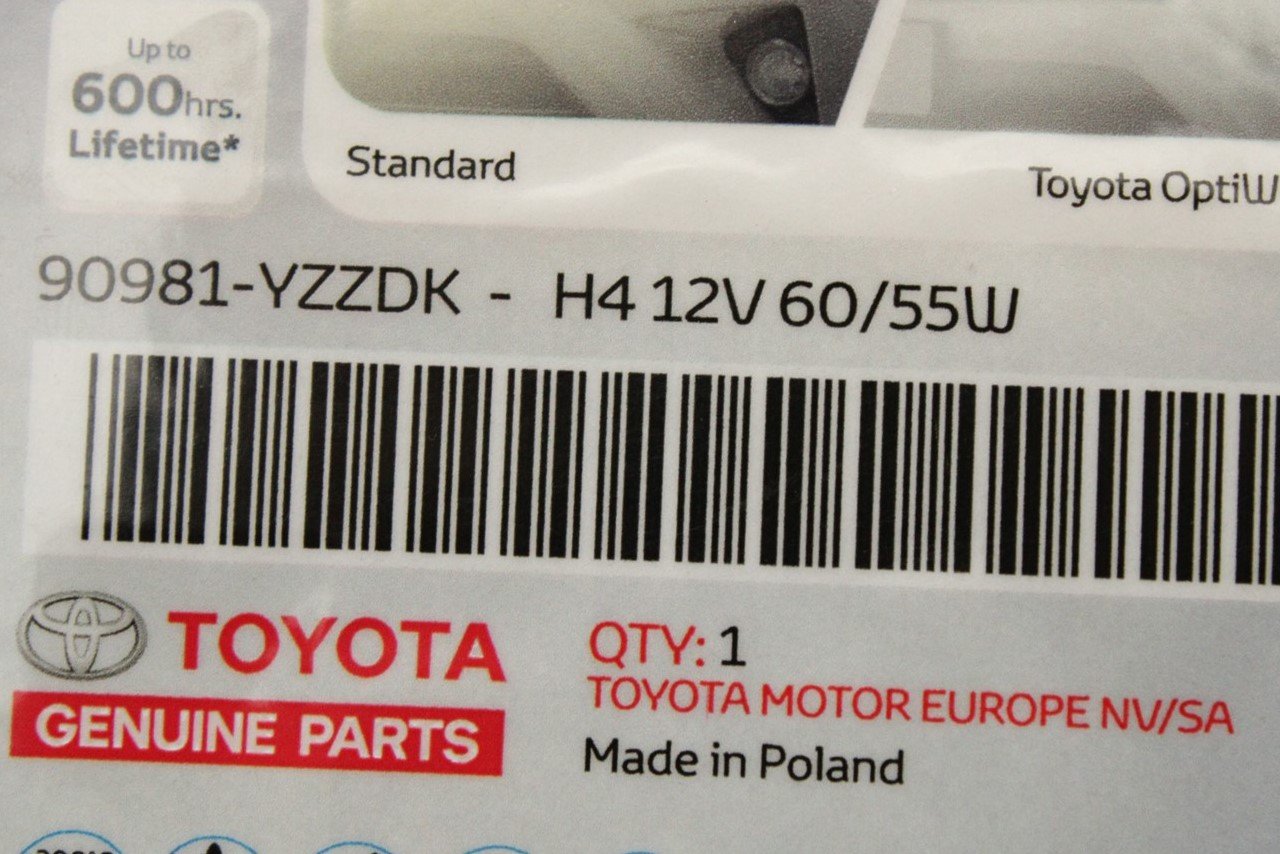 Up to
600hrs.
Lifetime*
Standard
Toyota OptiW
90981-YZZDK - H4 12V 60/55W
TOYOTA
GENUINE PARTS
QTY: 1
TOYOTA MOTOR EUROPE NV/SA
Made in Poland